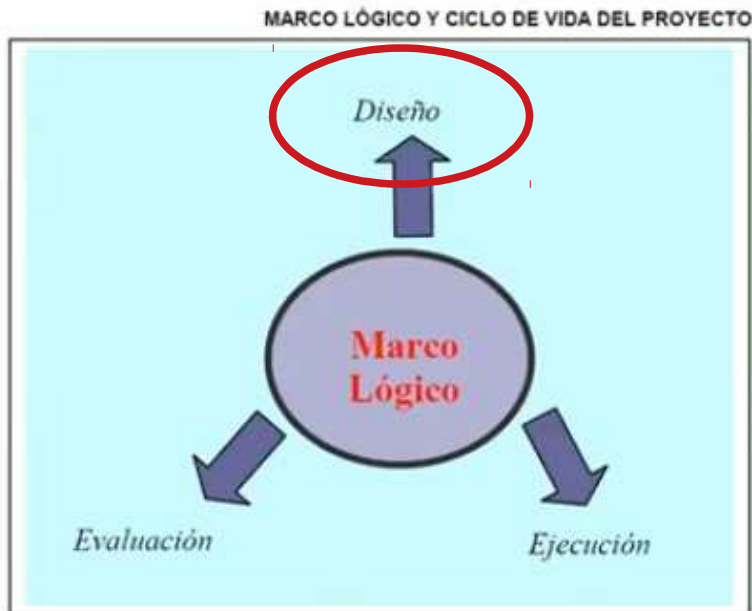 MARCO LÓGICO Y CICLO DE VIDA DEL PROYECTO
Diseño
Marco
Lógico
Evaluación
Ejecución